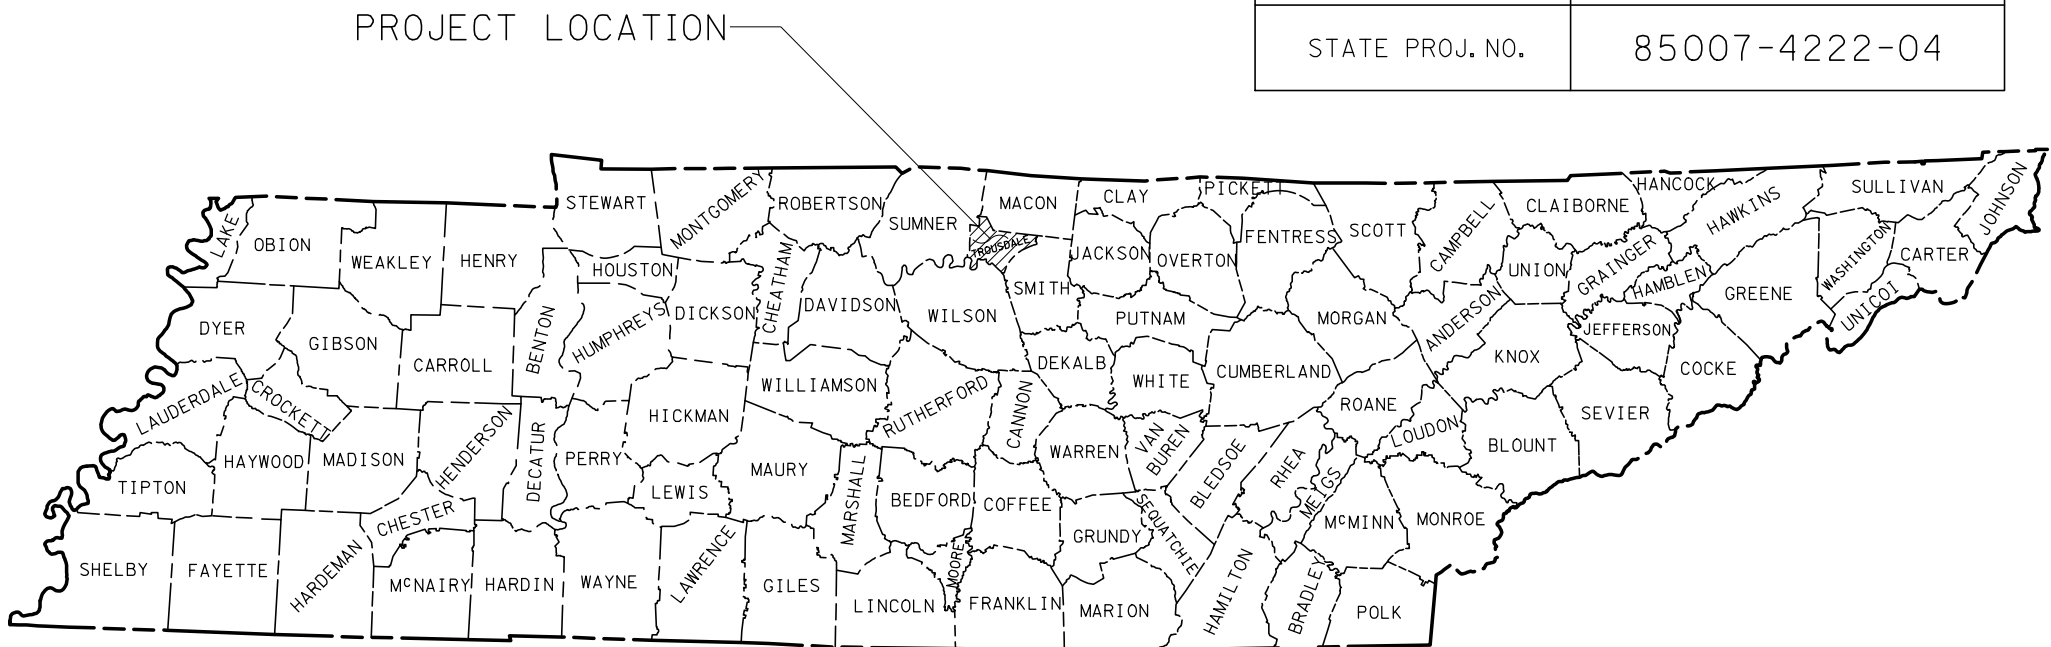 PROJECT LOCATION
STATE PROJ. NO.
85007-4222-04
STEWART
MONTGOMERY
ROBERTSON
SUMNER
MACON
CLAY
PICKETT
SCOTT
CAMPBELL
CLAIBORNE
HANCOCK
HAWKINS
SULLIVAN
JOHNSON
LAKE
OBION
WEAKLEY
HENRY
HOUSTON
CHEATHAM
TROUSDALE
JACKSON
OVERTON
FENTRESS
UNION
GRAINGER
HAMBLEN
GREENE
WASHINGTON
CARTER
UNICOI
DYER
GIBSON
CARROLL
BENTON
HUMPHREYS
DICKSON
DAVIDSON
WILSON
SMITH
PUTNAM
MORGAN
ANDERSON
KNOX
JEFFERSON
COCKE
LAUDERDALE
CROCKETT
HENDERSON
DECATUR
PERRY
HICKMAN
WILLIAMSON
RUTHERFORD
CANNON
DEKALB
WHITE
CUMBERLAND
ROANE
LOUDON
BLOUNT
SEVIER
TIPTON
HAYWOOD
MADISON
CHESTER
LEWIS
MAURY
MARSHALL
BEDFORD
COFFEE
WARREN
VAN
BUREN
BLEDSOE
RHEA
MEIGS
McMINN
MONROE
SHELBY
FAYETTE
HARDEMAN
McNAIRY
HARDIN
WAYNE
LAWRENCE
GILES
LINCOLN
MOORE
FRANKLIN
GRUNDY
SEQUATCHIE
MARION
HAMILTON
BRADLEY
POLK